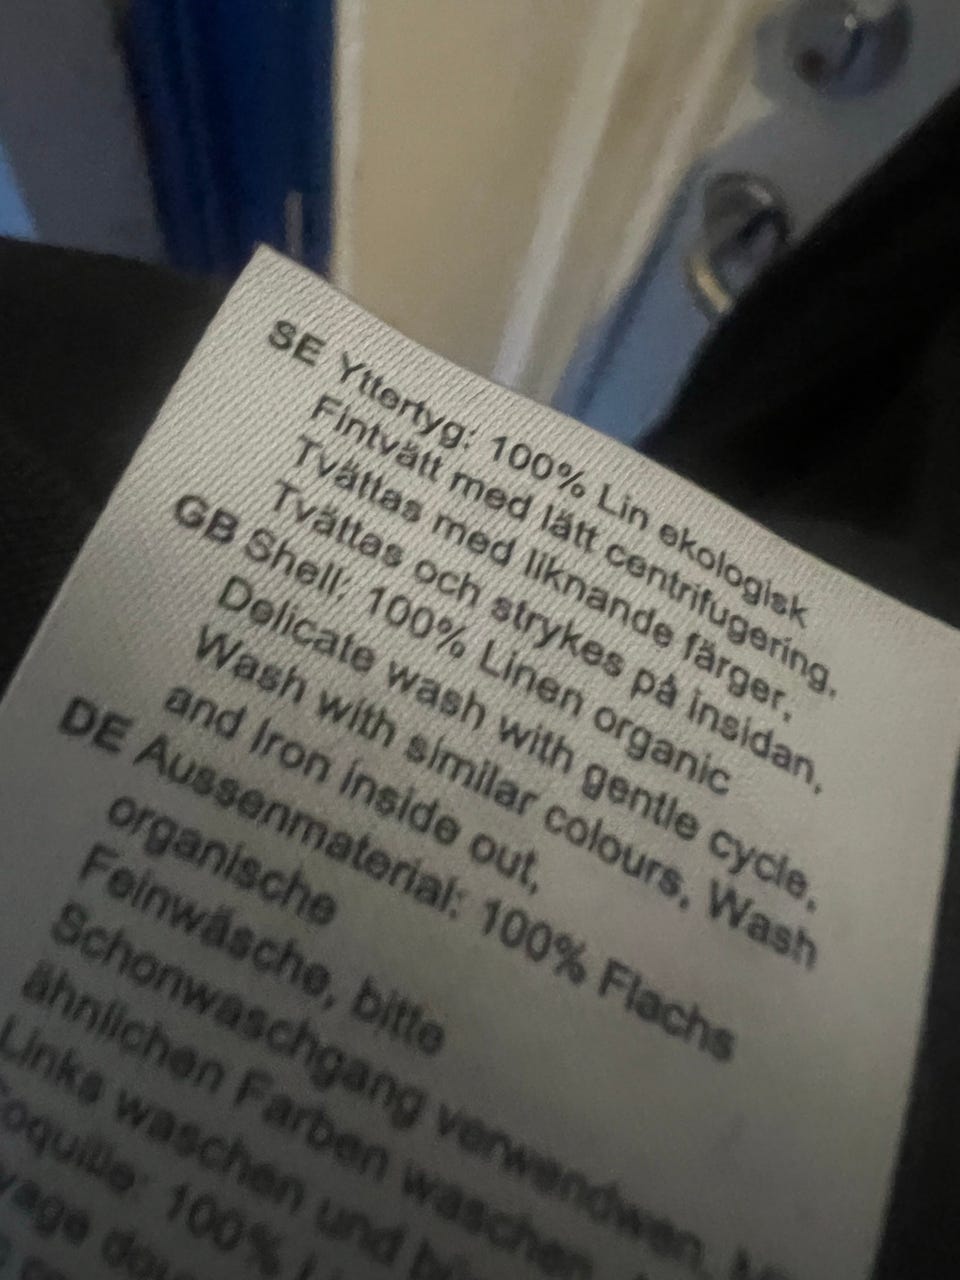 SE Yttertyg: 100% Lin ekologisk
Fintvätt med lätt centrifugering,
Tvättas med liknande färger,
Tvättas och strykes på insidan,
GB Shell: 100% Linen organic
Delicate wash with gentle cycle,
Wash with similar colours, Wash
and Iron inside out,
DE Aussenmaterial: 100% Flachs
organische
Feinwäsche, bitte
Schonwaschgang verwendwen,
ähnlichen Farben waschen,
Links waschen und
100%